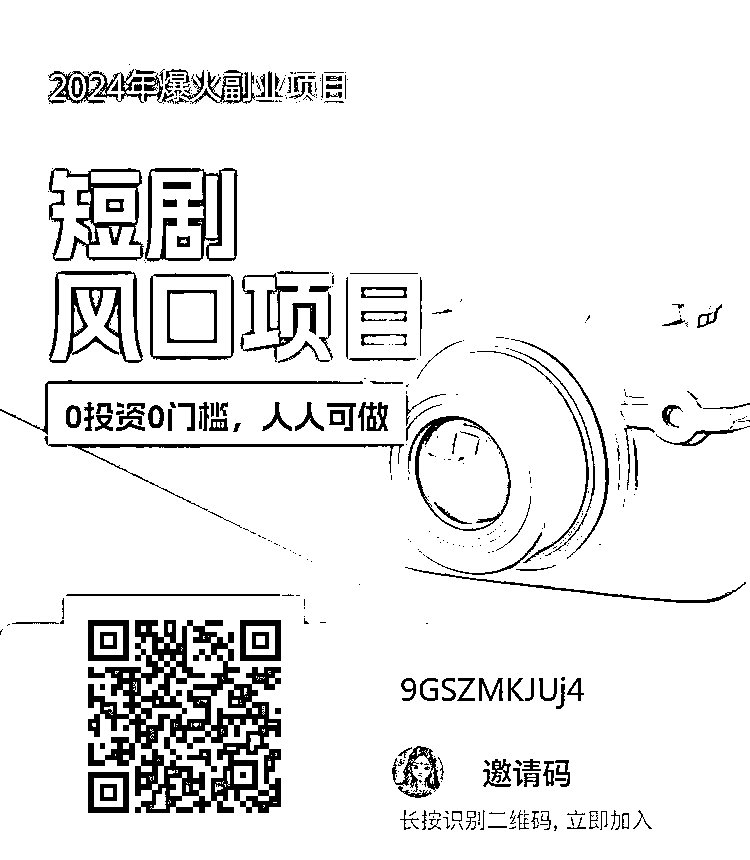 2024年爆火副业项目
短剧
风口项目
0投资0门槛，人人可做
9GSZMKJUj4
邀请码
长按识别二维码, 立即加入